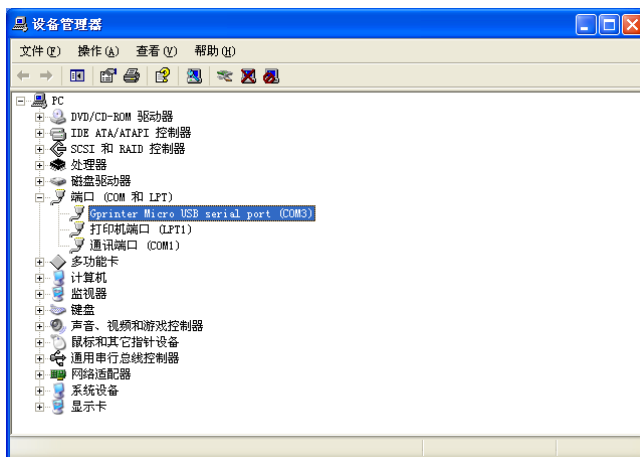 设备管理器
文件(F) 操作(A) 查看(V) 帮助(H)
PC
DVD/CD-ROM 驱动器
IDE ATA/ATAPI 控制器
SCSI 和 RAID 控制器
处理器
磁盘驱动器
端口 (COM 和 LPT)
Gprinter Micro USB serial port (COM3)
打印机端口 (LPT1)
通讯端口 (COM1)
多功能卡
计算机
监视器
键盘
声音、视频和游戏控制器
鼠标和其它指针设备
通用串行总线控制器
网络适配器
系统设备
显示卡